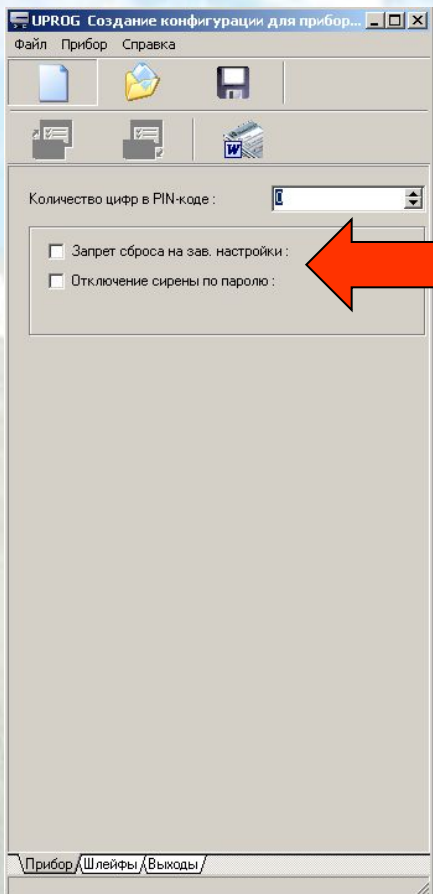 UPROG Создание конфигурации для прибор...
Файл Прибор Справка
W
Количество цифр в PIN-коде : 0
Запрет сброса на зав. настройки :
Отключение сирены по паролю :
Прибор Шлейфы Выходы